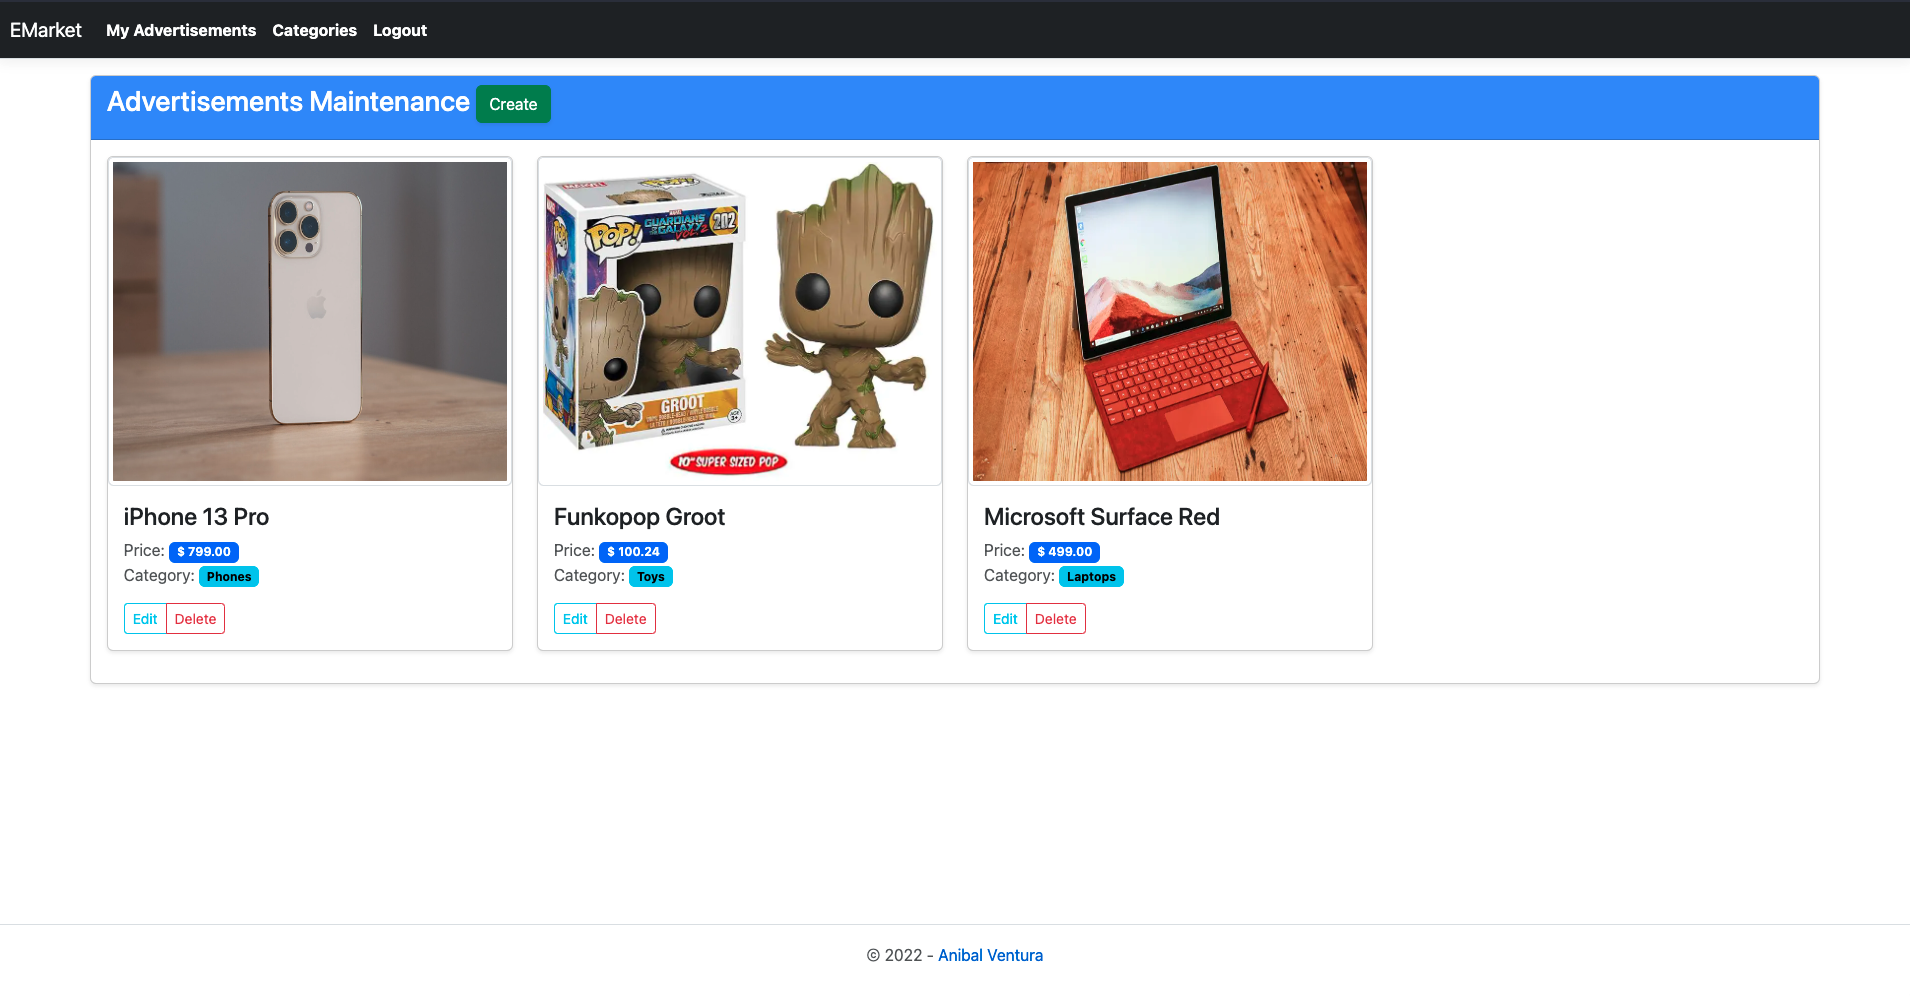 EMarket My Advertisements Categories Logout
Advertisements Maintenance Create
MARVEL
POP!
MARVEL
GUARDIANS
OF THE GALAXY
VOL. 2
202
GROOT
10" SUPER SIZED POP
iPhone 13 Pro
Price: $ 799.00
Category: Phones
Edit Delete
Funkopop Groot
Price: $ 100.24
Category: Toys
Edit Delete
Microsoft Surface Red
Price: $ 499.00
Category: Laptops
Edit Delete
© 2022 - Anibal Ventura